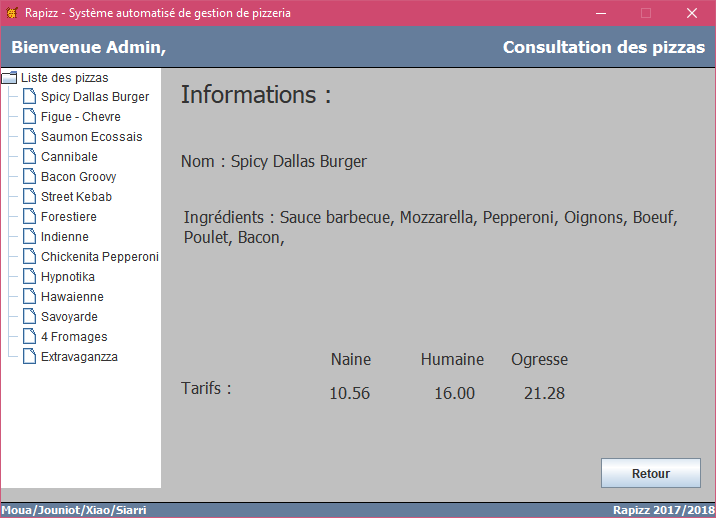 Rapizz - Système automatisé de gestion de pizzeria
Bienvenue Admin,
Consultation des pizzas
Liste des pizzas
Spicy Dallas Burger
Figue - Chevre
Saumon Ecossais
Cannibale
Bacon Groovy
Street Kebab
Forestiere
Indienne
Chickenita Pepperoni
Hypnotika
Hawaienne
Savoyarde
4 Fromages
Extravaganzza
Informations :
Nom : Spicy Dallas Burger
Ingrédients : Sauce barbecue, Mozzarella, Pepperoni, Oignons, Boeuf,
Poulet, Bacon,
Naine Humaine Ogresse
Tarifs : 10.56 16.00 21.28
Retour
Moua/Jouniot/Xiao/Siarri
Rapizz 2017/2018